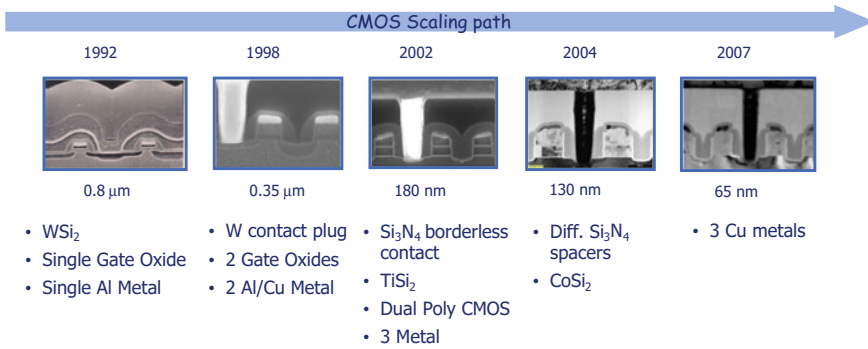 CMOS Scaling path
1992 1998 2002 2004 2007
0.8 μm 0.35 μm 180 nm 130 nm 65 nm
• WSi₂
• Single Gate Oxide
• Single Al Metal
• W contact plug
• 2 Gate Oxides
• 2 Al/Cu Metal
• Si₃N₄ borderless
contact
• TiSi₂
• Dual Poly CMOS
• 3 Metal
• Diff. Si₃N₄
spacers
• CoSi₂
• 3 Cu metals